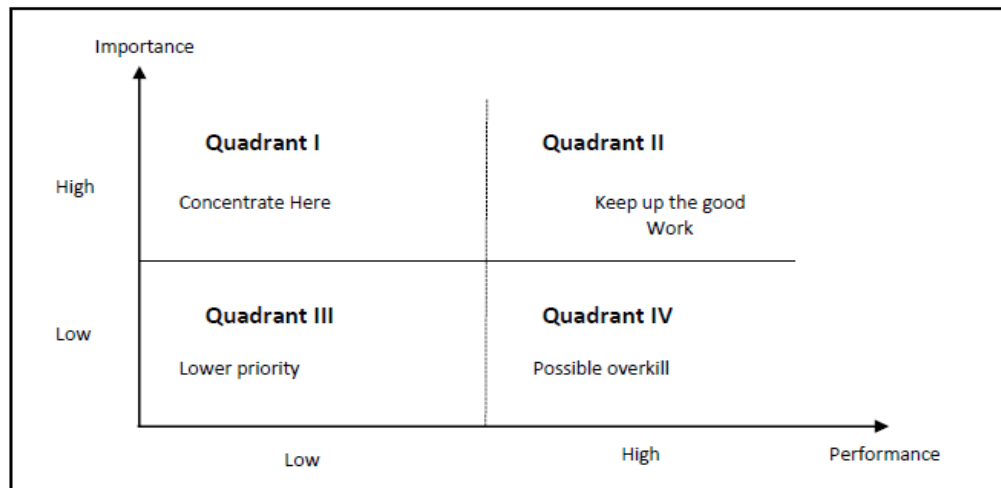 Importance
Quadrant I
Quadrant II
High
Concentrate Here
Keep up the good
Work
Quadrant III
Quadrant IV
Low
Lower priority
Possible overkill
Low
High
Performance